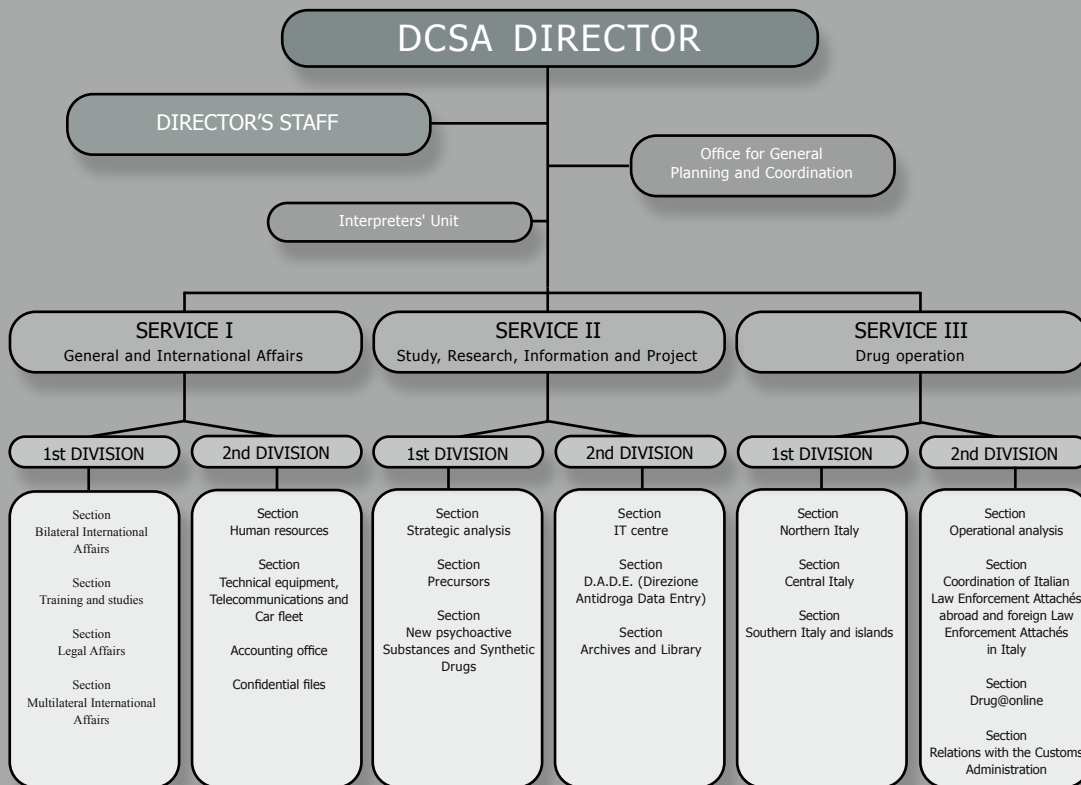 DCSA DIRECTOR
DIRECTOR'S STAFF
Office for General
Planning and Coordination
Interpreters' Unit
SERVICE I
General and International Affairs
SERVICE II
Study, Research, Information and Project
SERVICE III
Drug operation
1st DIVISION
2nd DIVISION
1st DIVISION
2nd DIVISION
1st DIVISION
2nd DIVISION
Section
Bilateral International
Affairs
Section
Training and studies
Section
Legal Affairs
Section
Multilateral International
Affairs
Section
Human resources
Section
Technical equipment,
Telecommunications and
Car fleet
Accounting office
Confidential files
Section
Strategic analysis
Section
Precursors
Section
New psychoactive
Substances and Synthetic
Drugs
Section
IT centre
Section
D.A.D.E. (Direzione
Antidroga Data Entry)
Section
Archives and Library
Section
Northern Italy
Section
Central Italy
Section
Southern Italy and islands
Section
Operational analysis
Section
Coordination of Italian
Law Enforcement Attachés
abroad and foreign Law
Enforcement Attachés
in Italy
Section
Drug@online
Section
Relations with the Customs
Administration